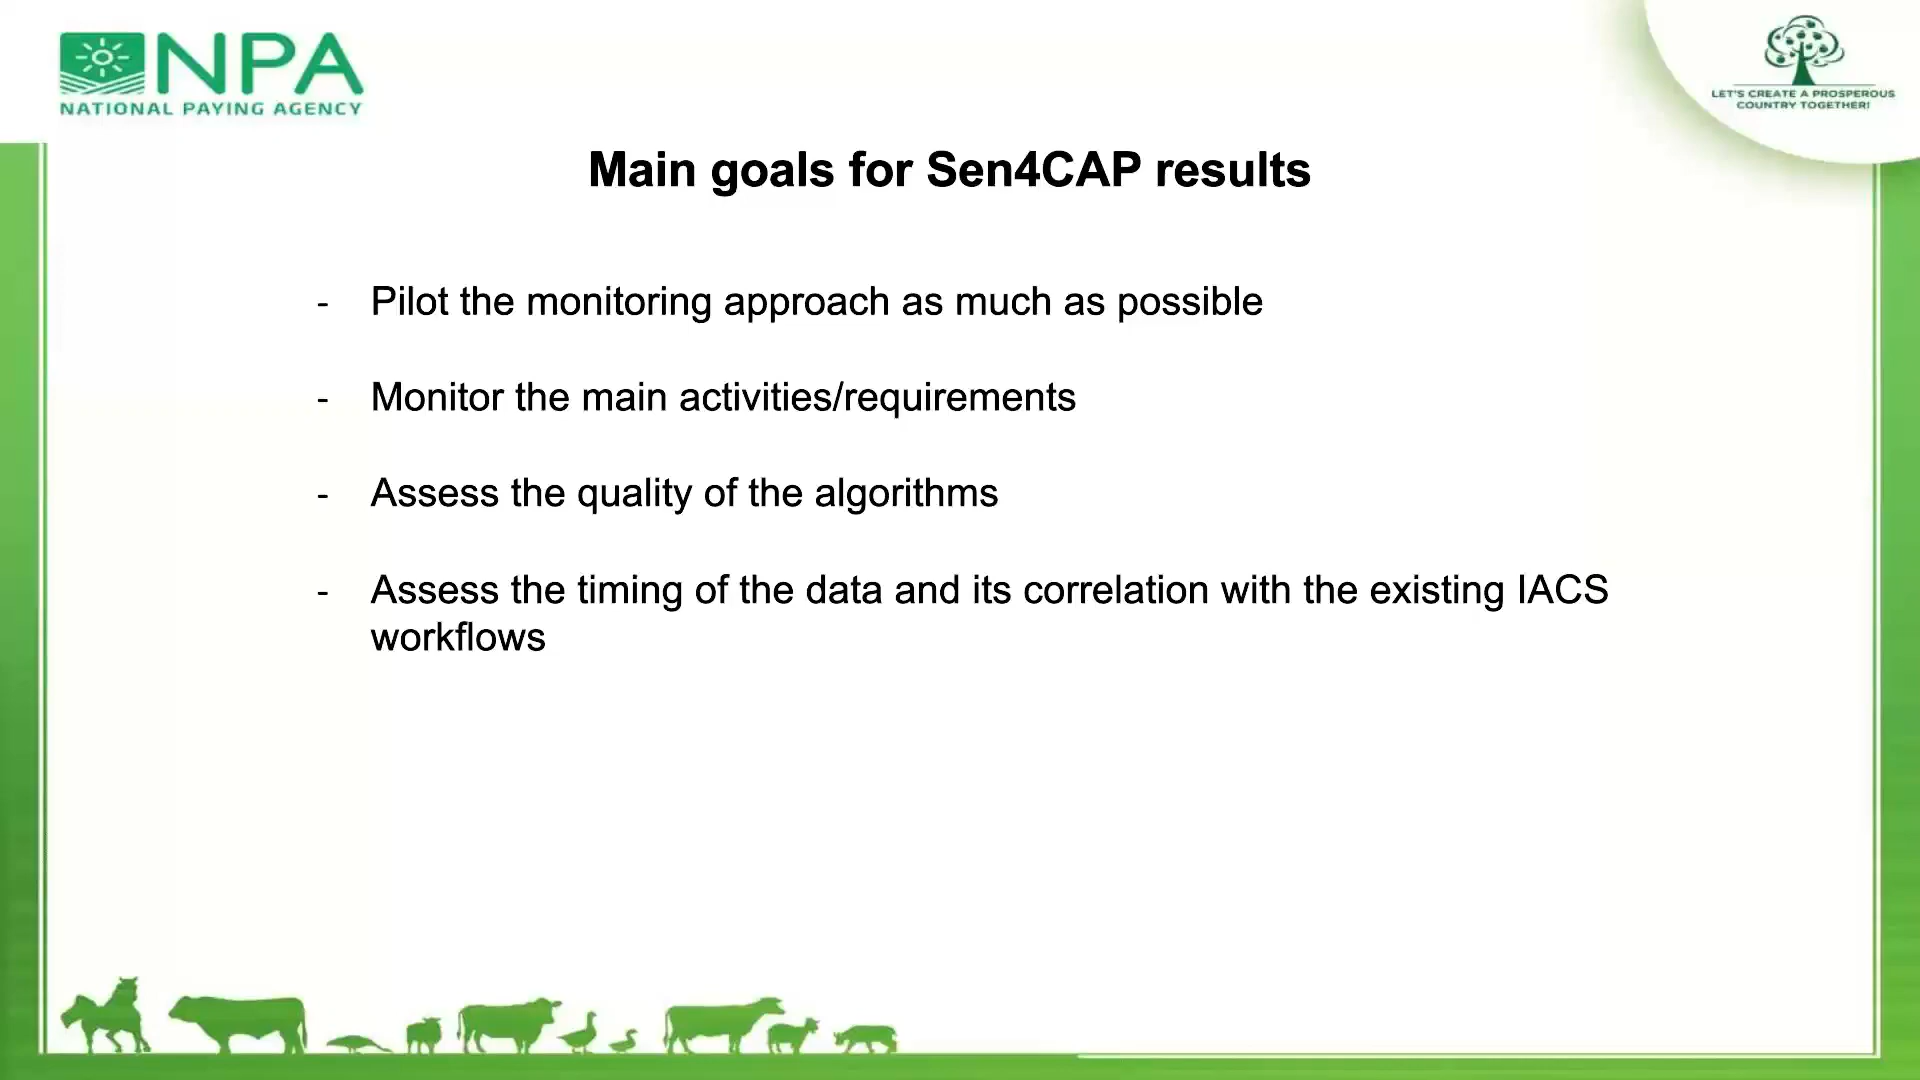 NPA
NATIONAL PAYING AGENCY
LET'S CREATE A PROSPEROUS
COUNTRY TOGETHER!
Main goals for Sen4CAP results
- Pilot the monitoring approach as much as possible
- Monitor the main activities/requirements
- Assess the quality of the algorithms
- Assess the timing of the data and its correlation with the existing IACS
workflows